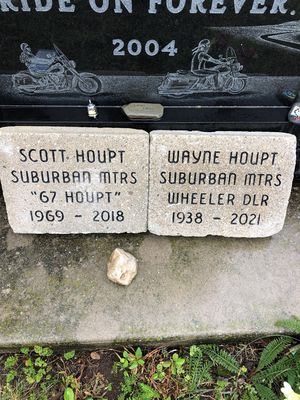 RIDE ON FOREVER.
2004
SCOTT HOUPT
SUBURBAN MTRS
"67 HOUPT"
1969 - 2018
WAYNE HOUPT
SUBURBAN MTRS
WHEELER DLR
1938 - 2021